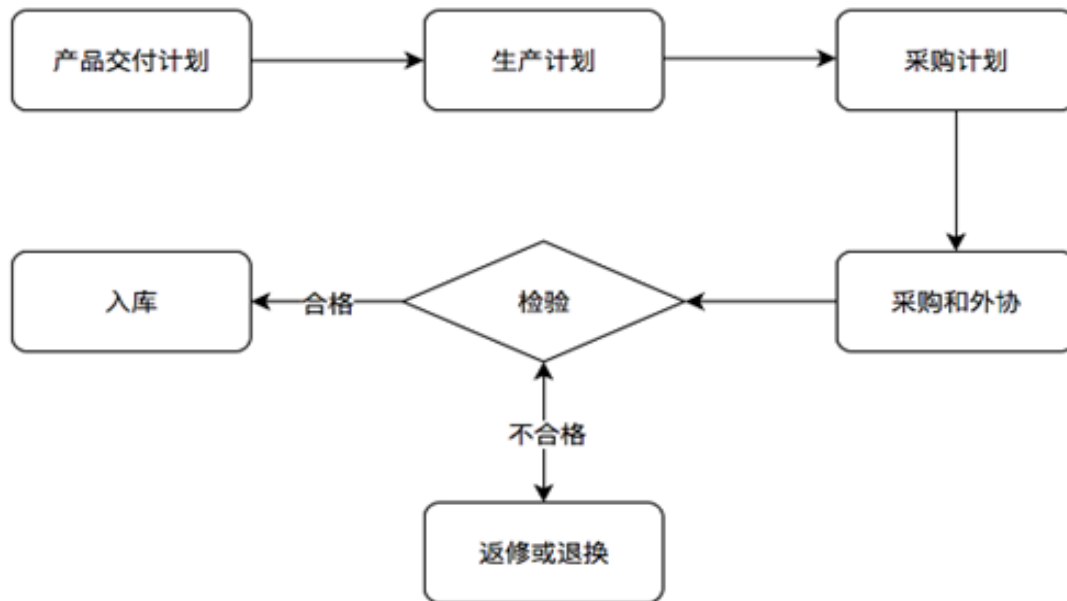 产品交付计划
生产计划
采购计划
入库
合格
检验
采购和外协
不合格
返修或退换